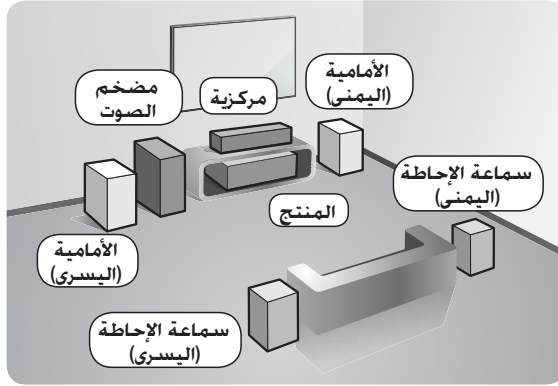 الأمامية
(اليمنى)
مركزية
مضخم
الصوت
سماعة الإحاطة
(اليمنى)
المنتج
الأمامية
(اليسرى)
سماعة الإحاطة
(اليسرى)